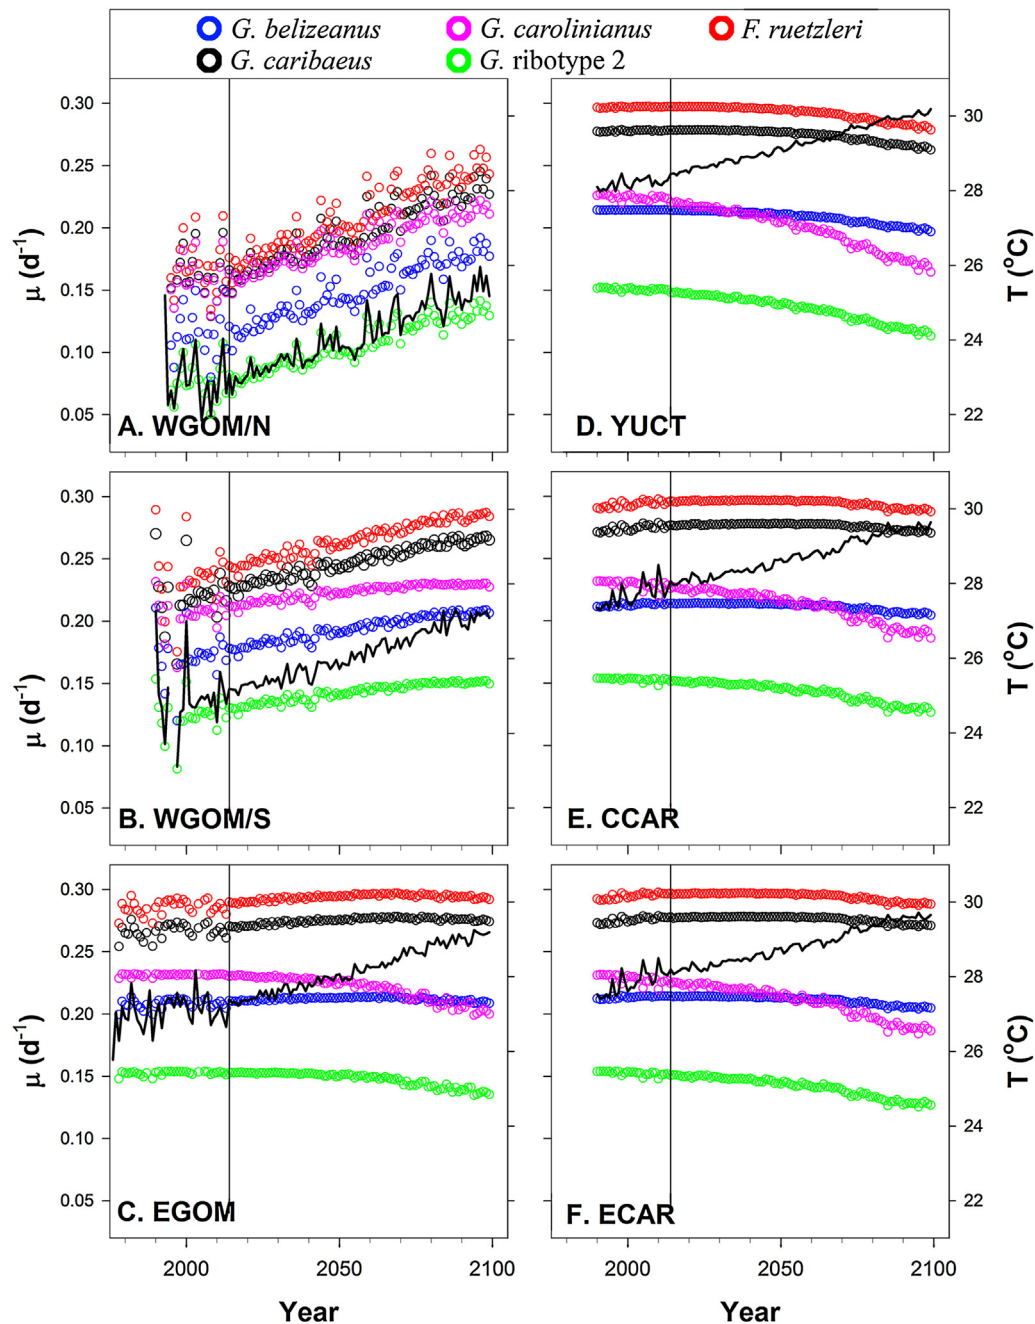 G. belizeanus G. carolinianus F. ruetzleri
G. caribaeus G. ribotype 2
0.30
0.25
0.20
0.15
0.10
0.05
μ (d⁻¹)
A. WGOM/N
D. YUCT
30
28
26
24
22
T (°C)
0.30
0.25
0.20
0.15
0.10
0.05
μ (d⁻¹)
B. WGOM/S
E. CCAR
30
28
26
24
22
T (°C)
0.30
0.25
0.20
0.15
0.10
0.05
μ (d⁻¹)
C. EGOM
F. ECAR
30
28
26
24
22
T (°C)
2000 2050 2100
2000 2050 2100
Year
Year